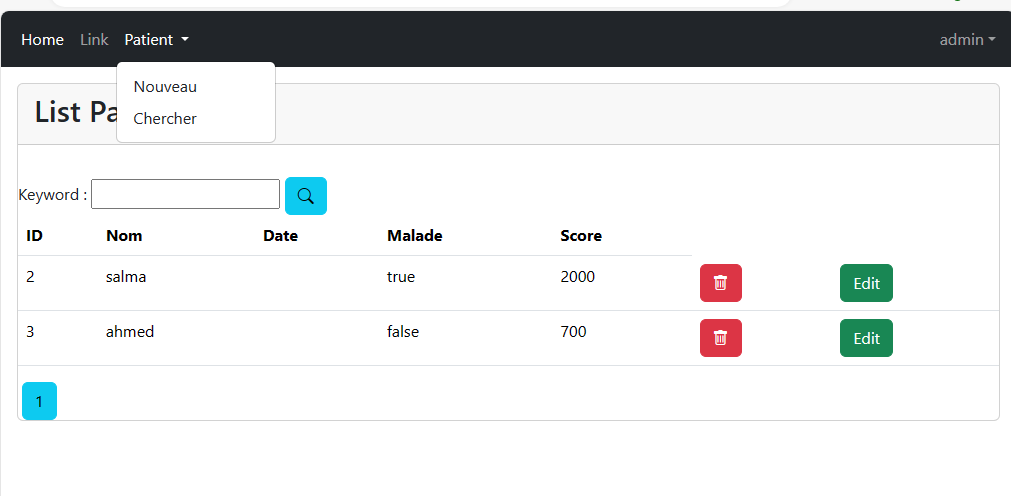 Home Link Patient admin
Nouveau
Chercher
List Pa
Keyword :
ID Nom Date Malade Score
2 salma true 2000 Edit
3 ahmed false 700 Edit
1